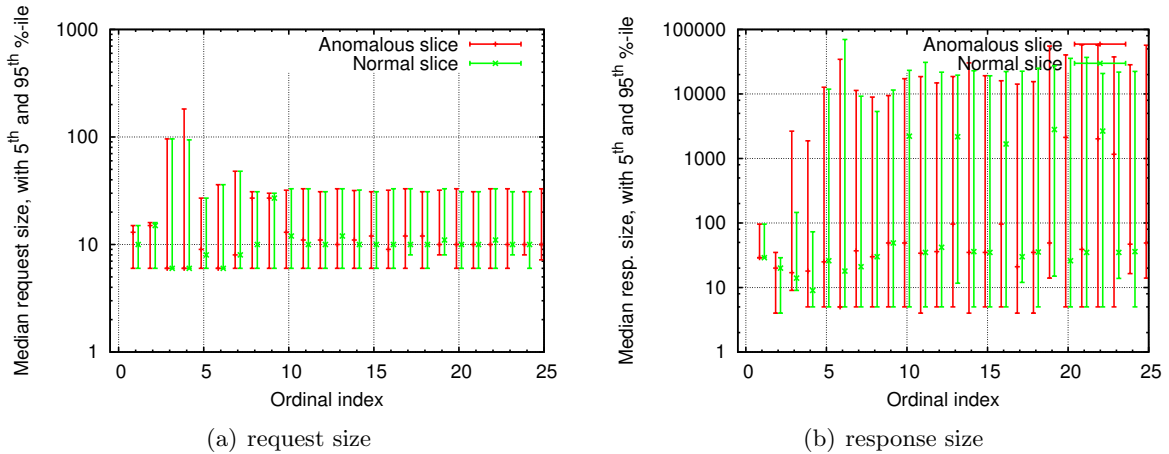 Median request size, with 5th and 95th %-ile
1000
100
10
1
Anomalous slice
Normal slice
0 5 10 15 20 25
Ordinal index
(a) request size
Median resp. size, with 5th and 95th %-ile
100000
10000
1000
100
10
1
Anomalous slice
Normal slice
0 5 10 15 20 25
Ordinal index
(b) response size